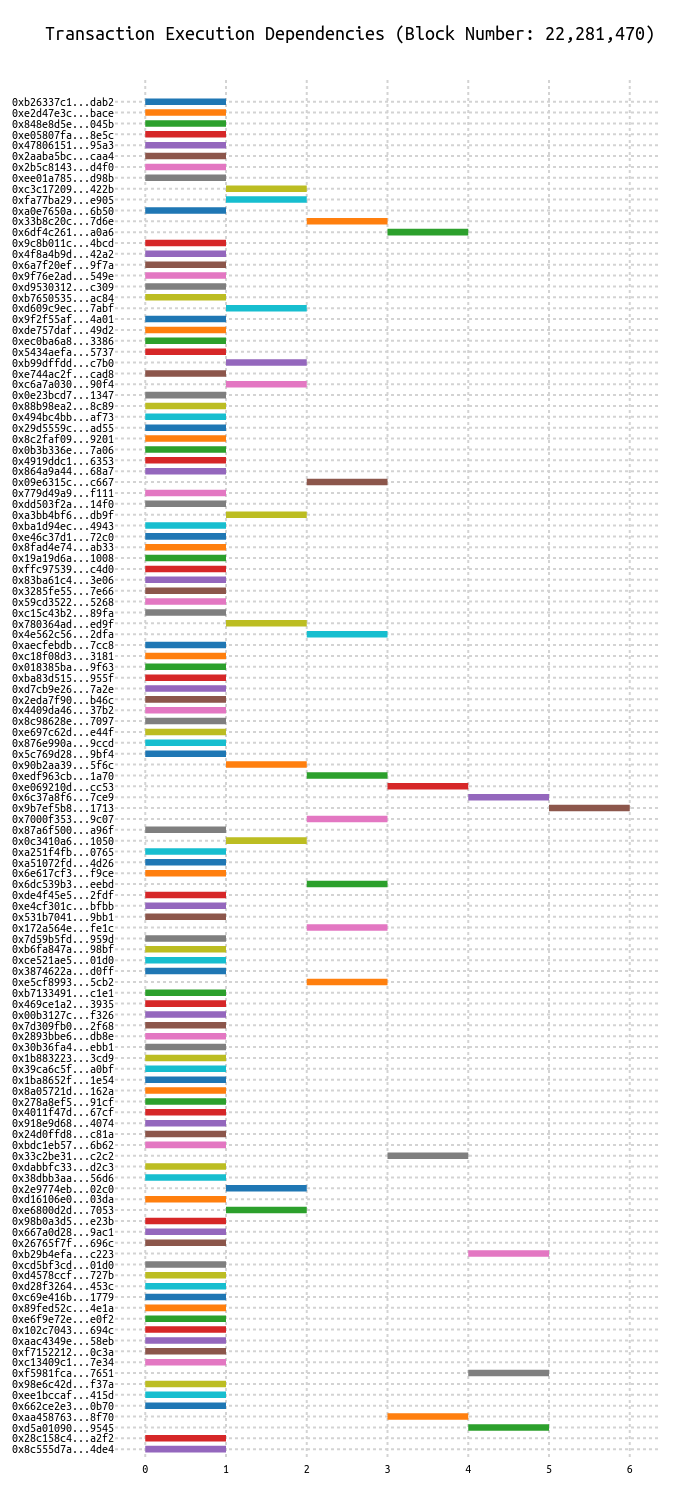 Transaction Execution Dependencies (Block Number: 22,281,470)
0xb26337c1...dab2
0xe2d47e3c...bace
0x848e8d5e...045b
0xe05807fa...8e5c
0x47806151...95a3
0x2aaba5bc...caa4
0x2b5c8143...d4f0
0xee01a785...d98b
0xc3c17209...422b
0xfa77ba29...e905
0xa0e7650a...6b50
0x33b8c20c...7d6e
0x6df4c261...a0a6
0x9c8b011c...4bcd
0x4f8a4b9d...42a2
0x6a7f20ef...9f7a
0x9f76e2ad...549e
0xd9530312...c309
0xb7650535...ac84
0xd609c9ec...7abf
0x9f2f55af...4a01
0xde757daf...49d2
0xec0ba6a8...3386
0x5434aefa...5737
0xb99dffdd...c7b0
0xe744ac2f...cad8
0xc6a7a030...90f4
0x0e23bcd7...1347
0x88b98ea2...8c89
0x494bc4bb...af73
0x29d5559c...ad55
0x8c2faf09...9201
0x0b3b336e...7a06
0x4919ddc1...6353
0x864a9a44...68a7
0x09e6315c...c667
0x779d49a9...f111
0xdd503f2a...14f0
0xa3bb4bf6...db9f
0xba1d94ec...4943
0xe46c37d1...72c0
0x8fad4e74...ab33
0x19a19d6a...1008
0xffc97539...c4d0
0x83ba61c4...3e06
0x3285fe55...7e66
0x59cd3522...5268
0xc15c43b2...89fa
0x780364ad...ed9f
0x4e562c56...2dfa
0xaecfebdb...7cc8
0xc18f08d3...3181
0x018385ba...9f63
0xba83d515...955f
0xd7cb9e26...7a2e
0x2eda7f90...b46c
0x4409da46...37b2
0x8c98628e...7097
0xe697c62d...e44f
0x876e990a...9ccd
0x5c769d28...9bf4
0x90b2aa39...5f6c
0xedf963cb...1a70
0xe069210d...cc53
0x6c37a8f6...7ce9
0x9b7ef5b8...1713
0x7000f353...9c07
0x87a6f500...a96f
0x0c3410a6...1050
0xa251f4fb...0765
0xa51072fd...4d26
0x6e617cf3...f9ce
0x6dc539b3...eebd
0xde4f45e5...2fdf
0xe4cf301c...bfbb
0x531b7041...9bb1
0x172a564e...fe1c
0x7d59b5fd...959d
0xb6fa847a...98bf
0xce521ae5...01d0
0x3874622a...d0ff
0xe5cf8993...5cb2
0xb7133491...c1e1
0x469ce1a2...3935
0x00b3127c...f326
0x7d309fb0...2f68
0x2893bbe6...db8e
0x30b36fa4...ebb1
0x1b883223...3cd9
0x39ca6c5f...a0bf
0x1ba8652f...1e54
0x8a05721d...162a
0x278a8ef5...91cf
0x4011f47d...67cf
0x918e9d68...4074
0x24d0ffd8...c81a
0xbdc1eb57...6b62
0x33c2be31...c2c2
0xdabbfc33...d2c3
0x38dbb3aa...56d6
0x2e9774eb...02c0
0xd16106e0...03da
0xe6800d2d...7053
0x98b0a3d5...e23b
0x667a0d28...9ac1
0x26765f7f...696c
0xb29b4efa...c223
0xcd5bf3cd...01d0
0xd4578ccf...727b
0xd28f3264...453c
0xc69e416b...1779
0x89fed52c...4e1a
0xe6f9e72e...e0f2
0x102c7043...694c
0xaac4349e...58eb
0xf7152212...0c3a
0xc13409c1...7e34
0xf5981fca...7651
0x98e6c42d...f37a
0xee1bccaf...415d
0x662ce2e3...0b70
0xaa458763...8f70
0xd5a01090...9545
0x28c158c4...a2f2
0x8c555d7a...4de4
0 1 2 3 4 5 6